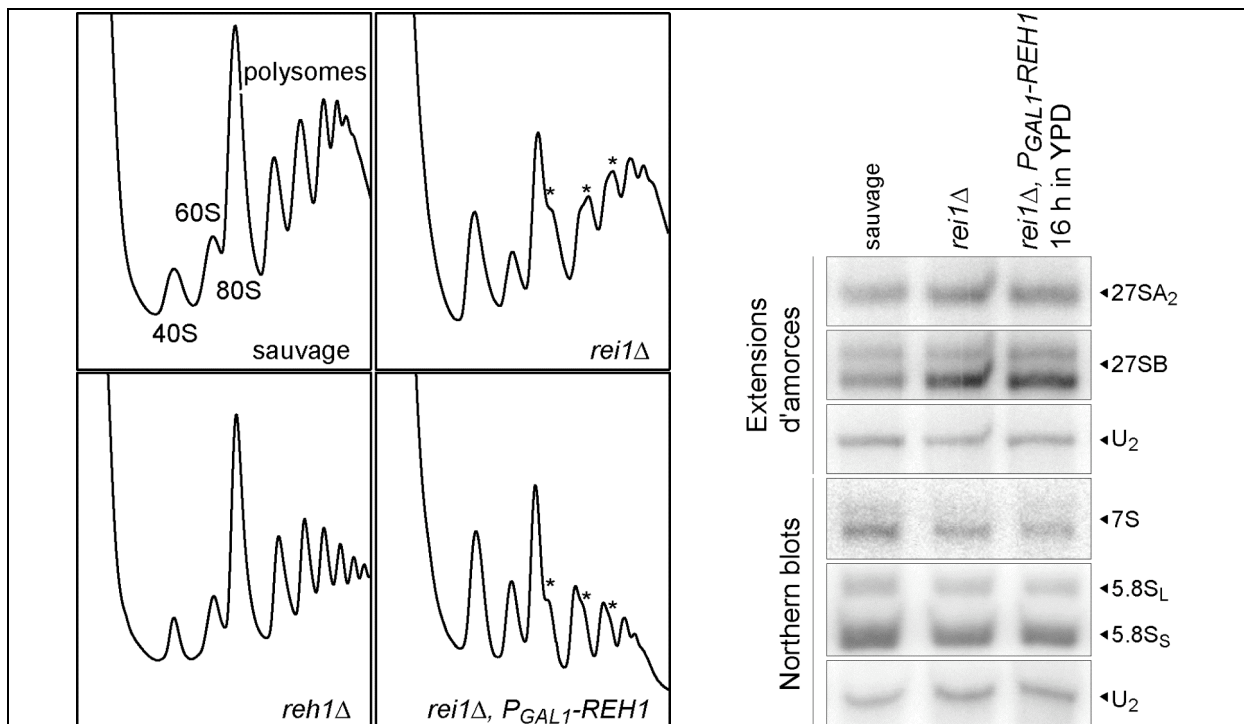 polysomes
60S
80S
40S
sauvage
*
*
*
rei1Δ
reh1Δ
*
*
*
rei1Δ, PGAL1-REH1
sauvage
rei1Δ
rei1Δ, PGAL1-REH1
16 h in YPD
Extensions
d'amorces
27SA2
27SB
U2
Northern blots
7S
5.8SL
5.8SS
U2